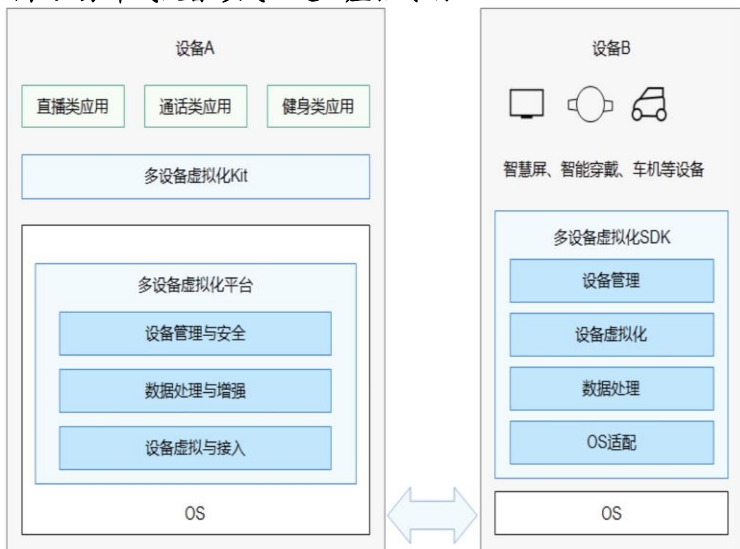 设备A
直播类应用
通话类应用
健身类应用
多设备虚拟化Kit
多设备虚拟化平台
设备管理与安全
数据处理与增强
设备虚拟与接入
OS
设备B
智慧屏、智能穿戴、车机等设备
多设备虚拟化SDK
设备管理
设备虚拟化
数据处理
OS适配
OS